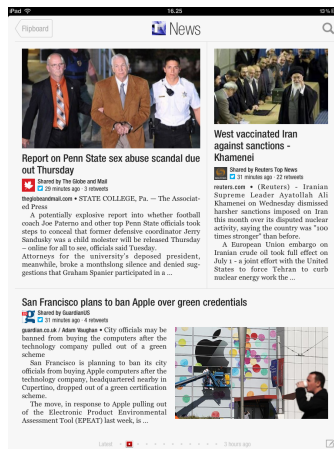 iPad
16.25
13%
Flipboard
News
Report on Penn State sex abuse scandal due
out Thursday
Shared by The Globe and Mail
29 minutes ago · 3 retweets
theglobeandmail.com • STATE COLLEGE, Pa. — The Associat-
ed Press
A potentially explosive report into whether football
coach Joe Paterno and other top Penn State officials took
steps to conceal that former defensive coordinator Jerry
Sandusky was a child molester will be released Thursday
– online for all to see, officials said Tuesday.
Attorneys for the university's deposed president,
meanwhile, broke a monthslong silence and denied sug-
gestions that Graham Spanier participated in a ...
West vaccinated Iran
against sanctions -
Khamenei
Shared by Reuters Top News
31 minutes ago · 22 retweets
reuters.com • (Reuters) - Iranian
Supreme Leader Ayatollah Ali
Khamenei on Wednesday dismissed
harsher sanctions imposed on Iran
this month over its disputed nuclear
activity, saying the country was "100
times stronger" than before.
A European Union embargo on
Iranian crude oil took full effect on
July 1 - a joint effort with the United
States to force Tehran to curb
nuclear energy work the ...
San Francisco plans to ban Apple over green credentials
Shared by GuardianUS
31 minutes ago · 4 retweets
guardian.co.uk / Adam Vaughan • City officials may be
banned from buying the computers after the
technology company pulled out of a green
scheme
San Francisco is planning to ban its city
officials from buying Apple computers after the
technology company, headquartered nearby in
Cupertino, dropped out of a green certification
scheme.
The move, in response to Apple pulling out
of the Electronic Product Environmental
Assessment Tool (EPEAT) last week, is ...
Latest
2 hours ago